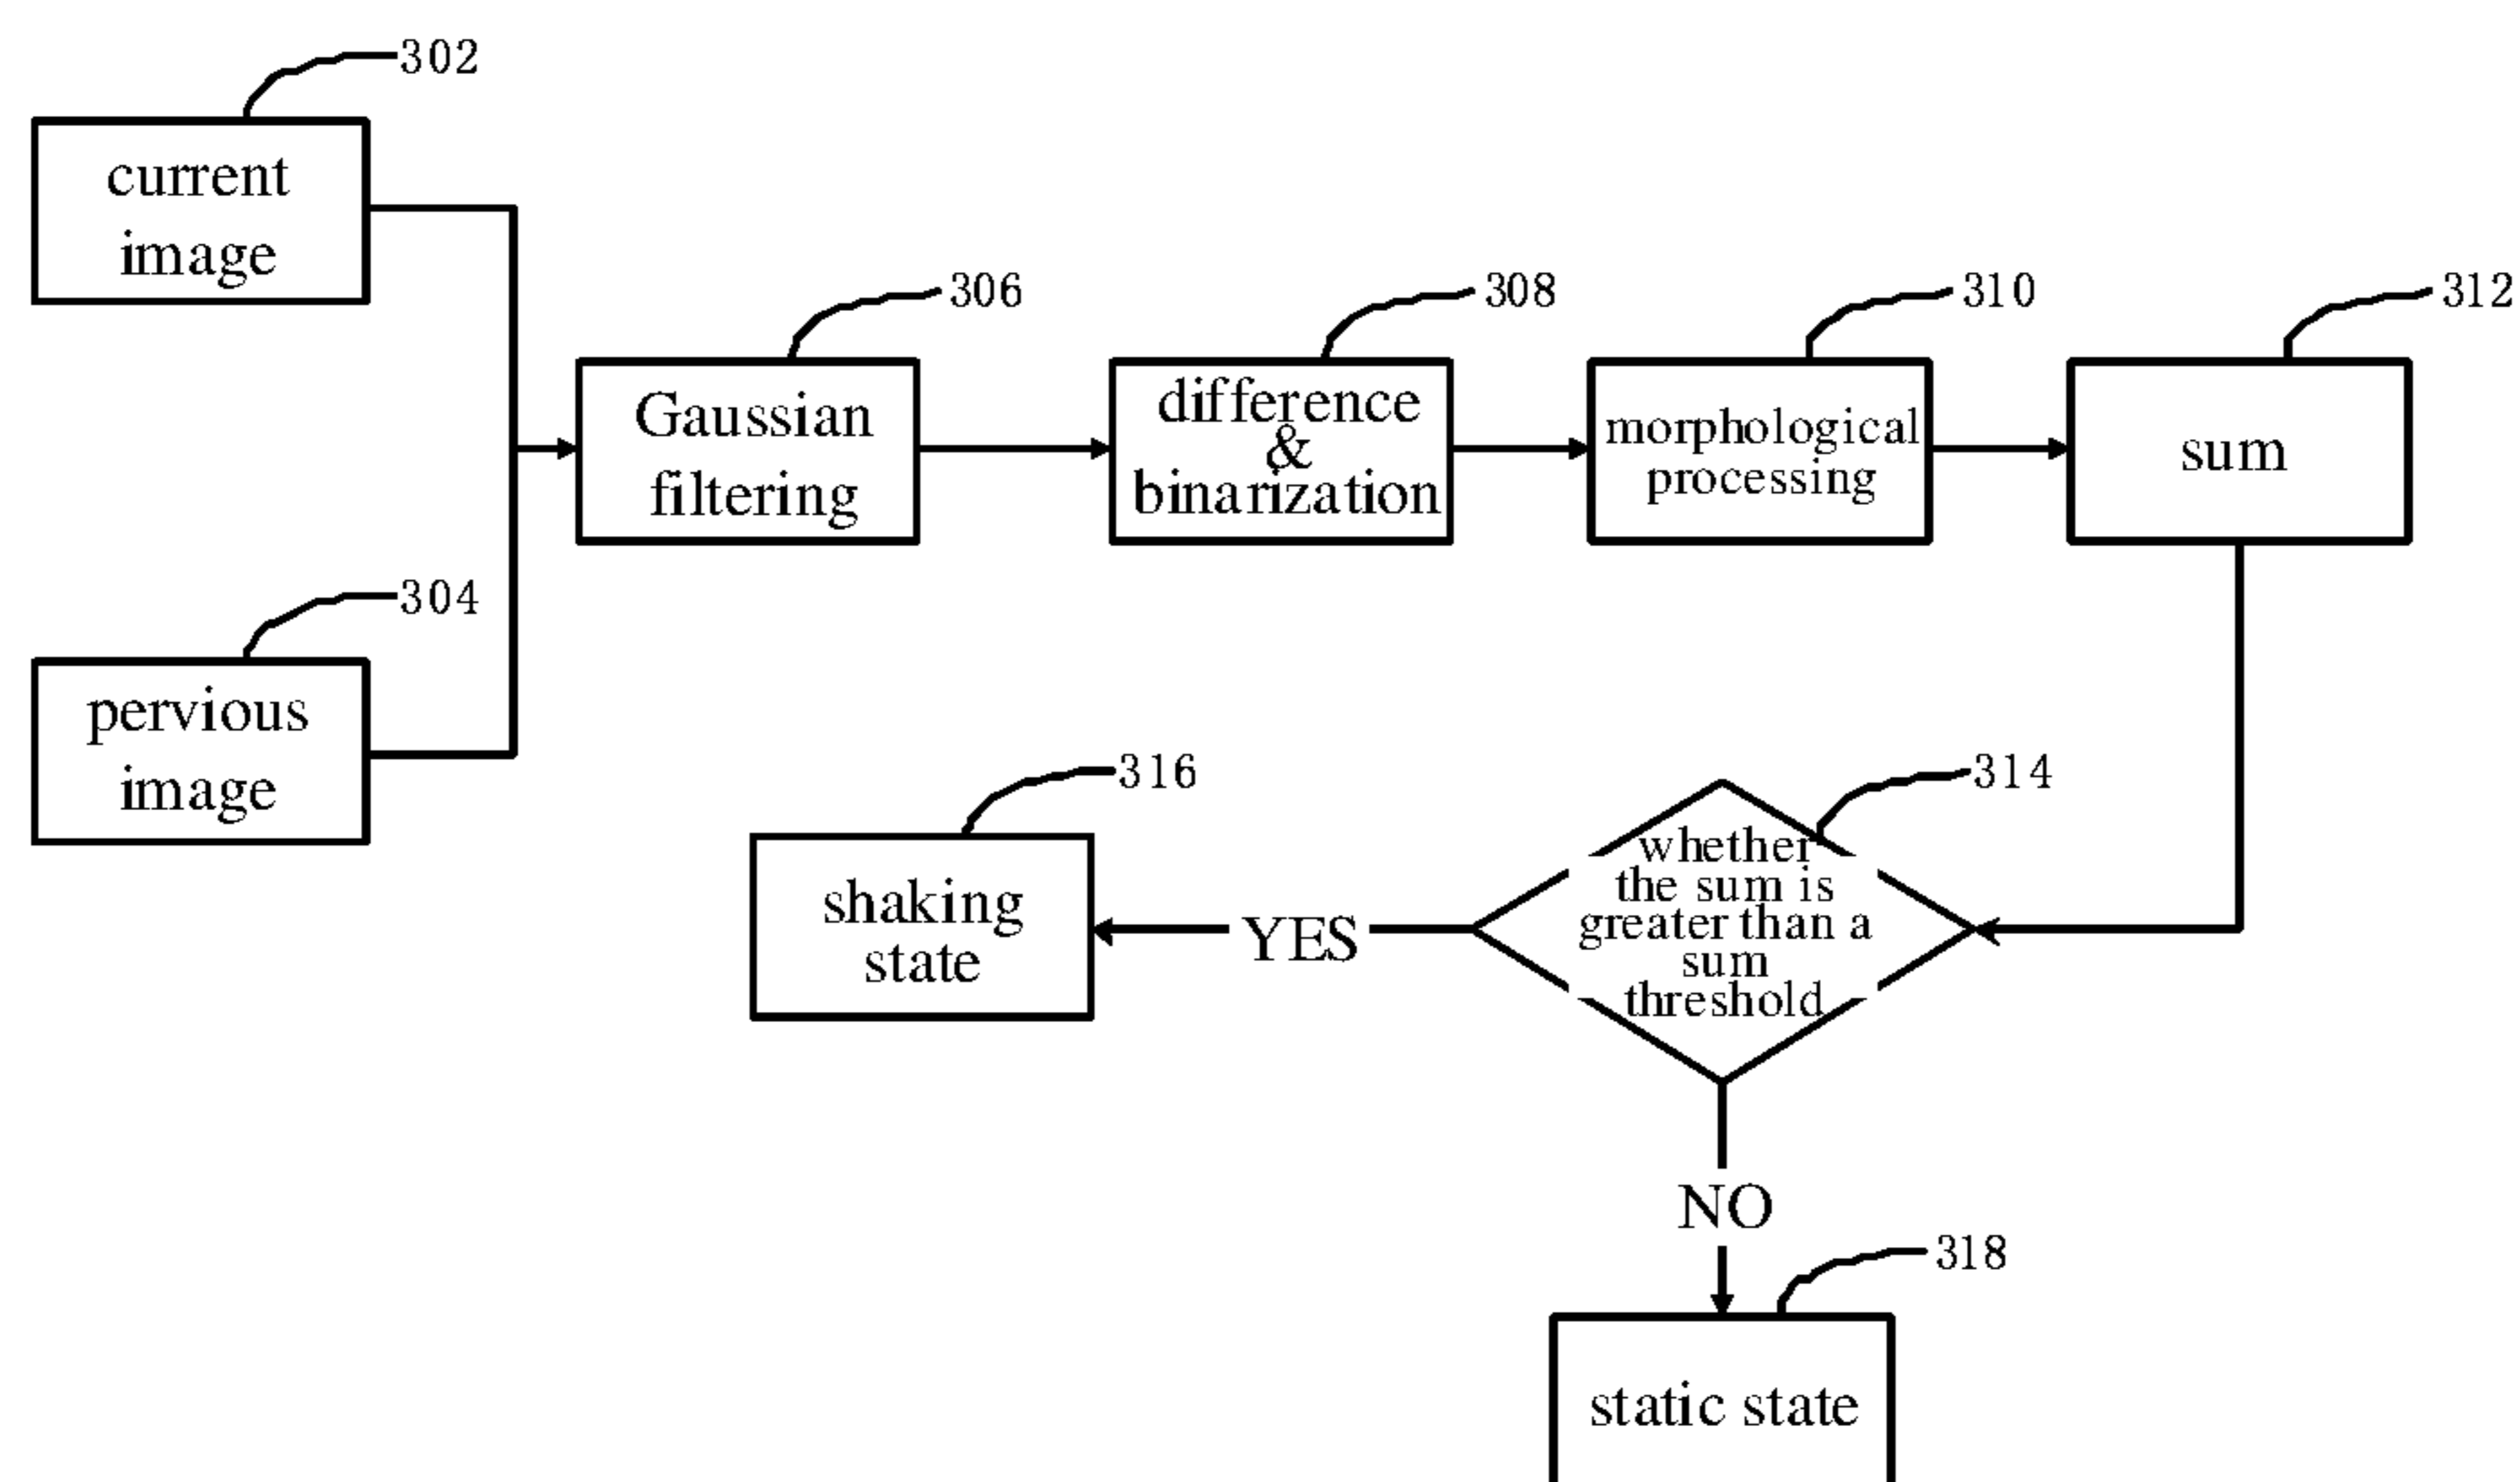 302
current
image
306
308
310
312
Gaussian
filtering
difference
&
binarization
morphological
processing
sum
304
pervious
image
316
314
shaking
state
YES
whether
the sum is
greater than a
sum
threshold
NO
318
static state